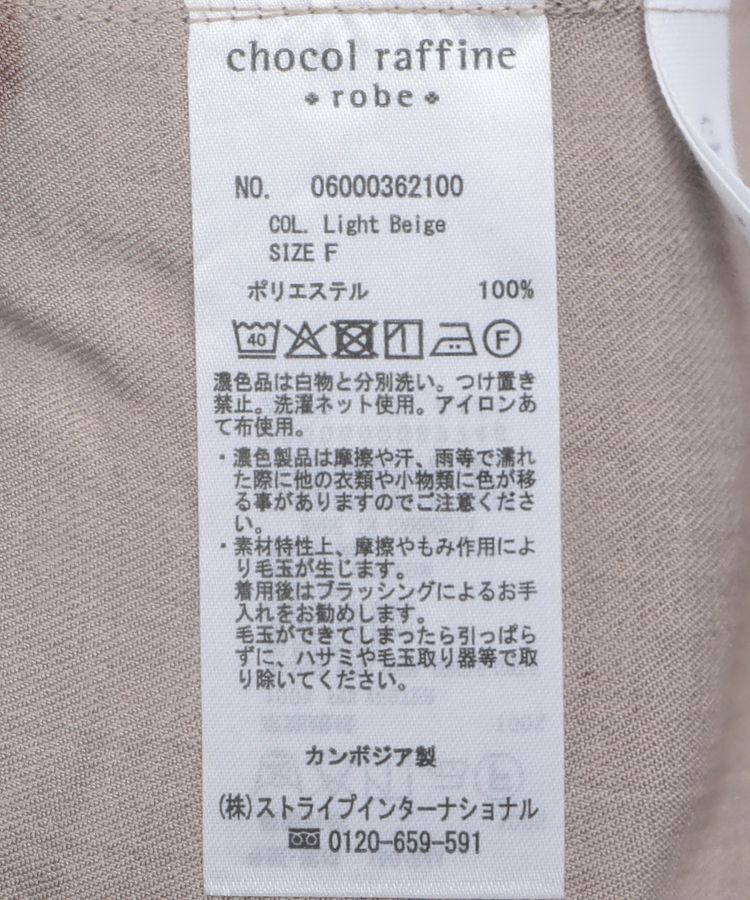 chocol raffine
robe
NO. 06000362100
COL. Light Beige
SIZE F
ポリエステル 100%
40
F
濃色品は白物と分別洗い。つけ置き
禁止。洗濯ネット使用。アイロンあ
て布使用。
・濃色製品は摩擦や汗、雨等で濡れ
た際に他の衣類や小物類に色が移
る事がありますのでご注意くださ
い。
・素材特性上、摩擦やもみ作用によ
り毛玉が生じます。
着用後はブラッシングによるお手
入れをお勧めします。
毛玉ができてしまったら引っぱら
ずに、ハサミや毛玉取り器等で取
り除いてください。
カンボジア製
(株)ストライプインターナショナル
0120-659-591